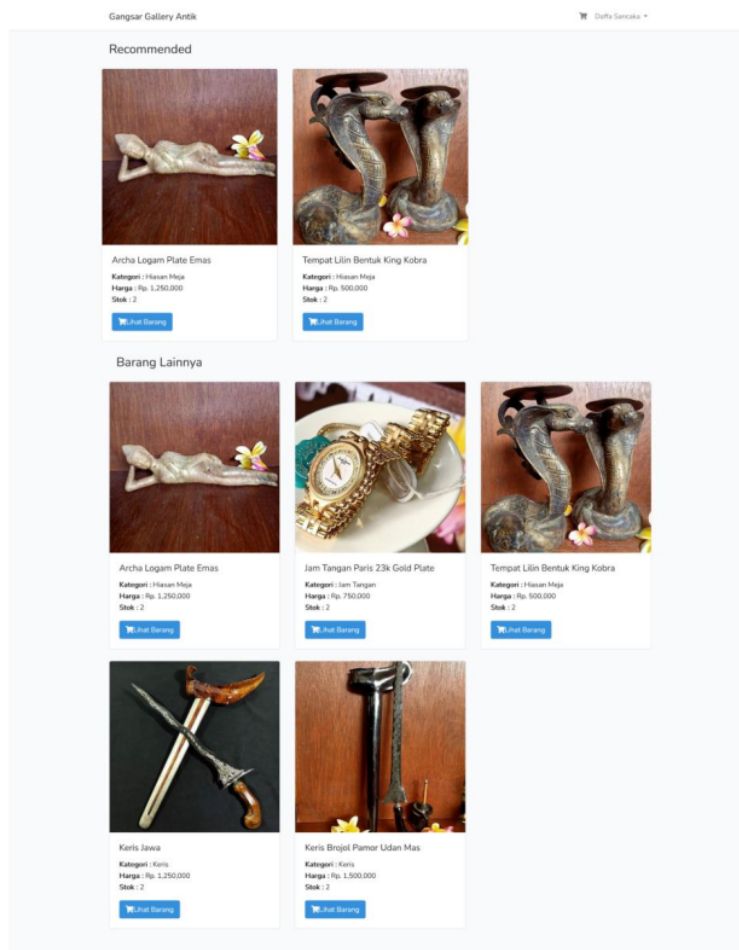 Gangsar Gallery Antik
Daffa Sancaka
Recommended
Archa Logam Plate Emas
Kategori : Hiasan Meja
Harga : Rp. 1,250,000
Stok : 2
Lihat Barang
Tempat Lilin Bentuk King Kobra
Kategori : Hiasan Meja
Harga : Rp. 500,000
Stok : 2
Lihat Barang
Barang Lainnya
Archa Logam Plate Emas
Kategori : Hiasan Meja
Harga : Rp. 1,250,000
Stok : 2
Lihat Barang
Jam Tangan Paris 23k Gold Plate
Kategori : Jam Tangan
Harga : Rp. 750,000
Stok : 2
Lihat Barang
Tempat Lilin Bentuk King Kobra
Kategori : Hiasan Meja
Harga : Rp. 500,000
Stok : 2
Lihat Barang
Keris Jawa
Kategori : Keris
Harga : Rp. 1,250,000
Stok : 2
Lihat Barang
Keris Brojol Pamor Udan Mas
Kategori : Keris
Harga : Rp. 1,500,000
Stok : 2
Lihat Barang